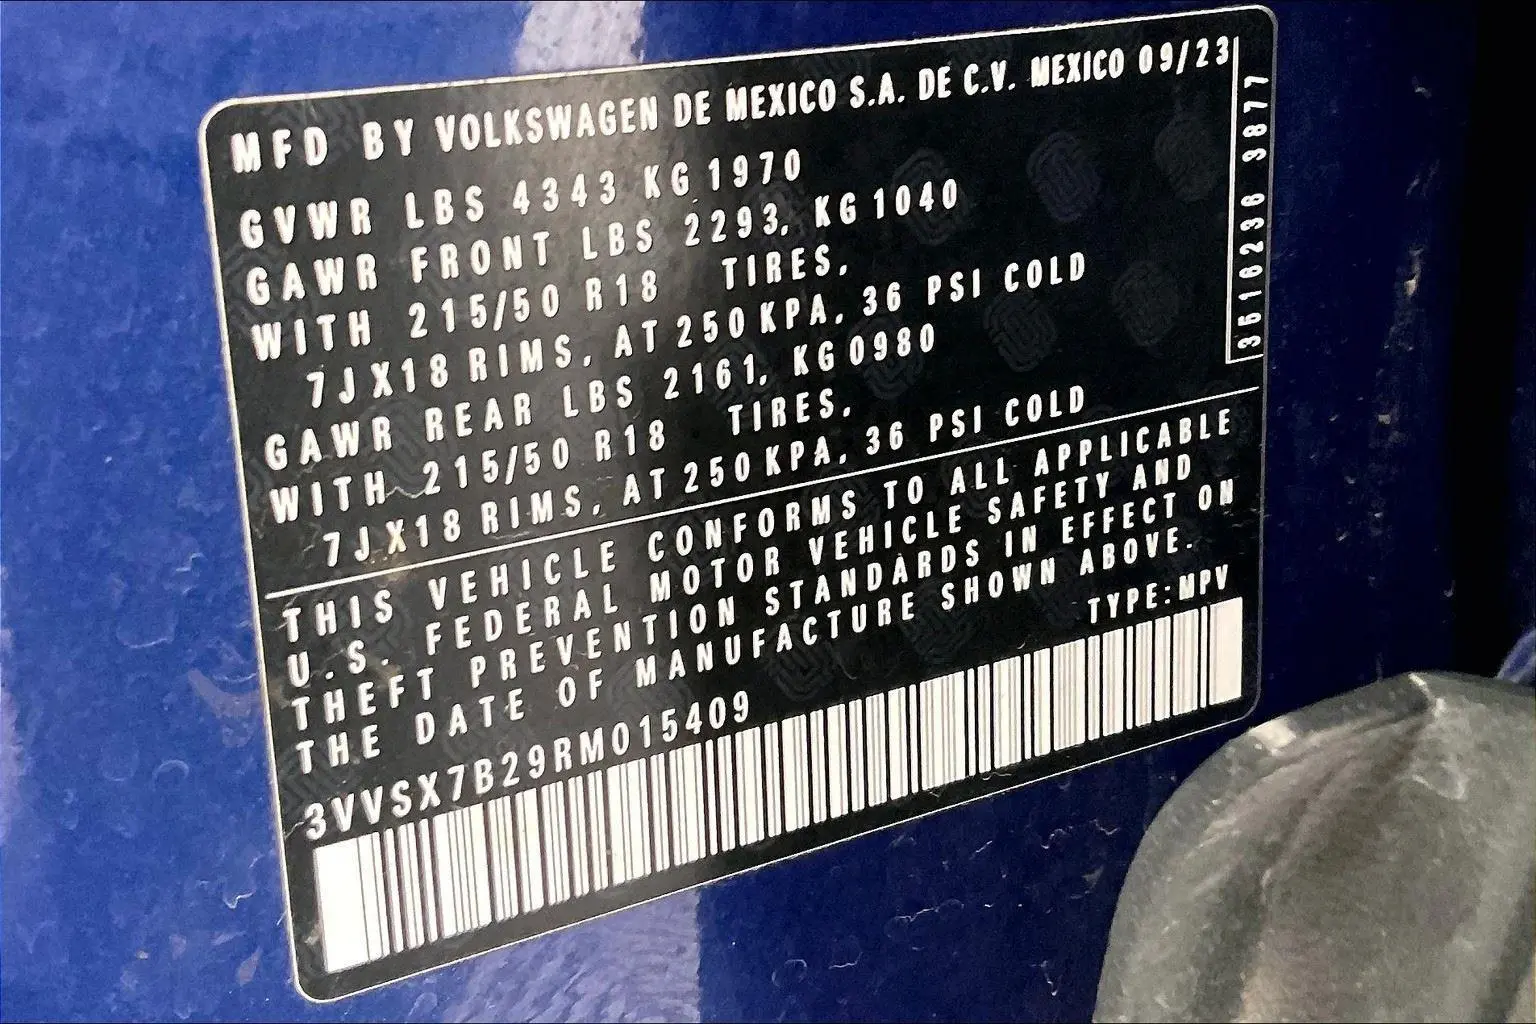 MFD BY VOLKSWAGEN DE MEXICO S.A. DE C.V. MEXICO 09/23
GVWR LBS 4343 KG 1970
GAWR FRONT LBS 2293, KG 1040
WITH 215/50 R18 TIRES,
7JX18 RIMS, AT 250 KPA, 36 PSI COLD
GAWR REAR LBS 2161, KG 0980
WITH 215/50 R18 TIRES,
7JX18 RIMS, AT 250 KPA, 36 PSI COLD
3616236 3877
THIS VEHICLE CONFORMS TO ALL APPLICABLE
U.S. FEDERAL MOTOR VEHICLE SAFETY AND
THEFT PREVENTION STANDARDS IN EFFECT ON
THE DATE OF MANUFACTURE SHOWN ABOVE.
TYPE:MPV
3VVSX7B29RM015409